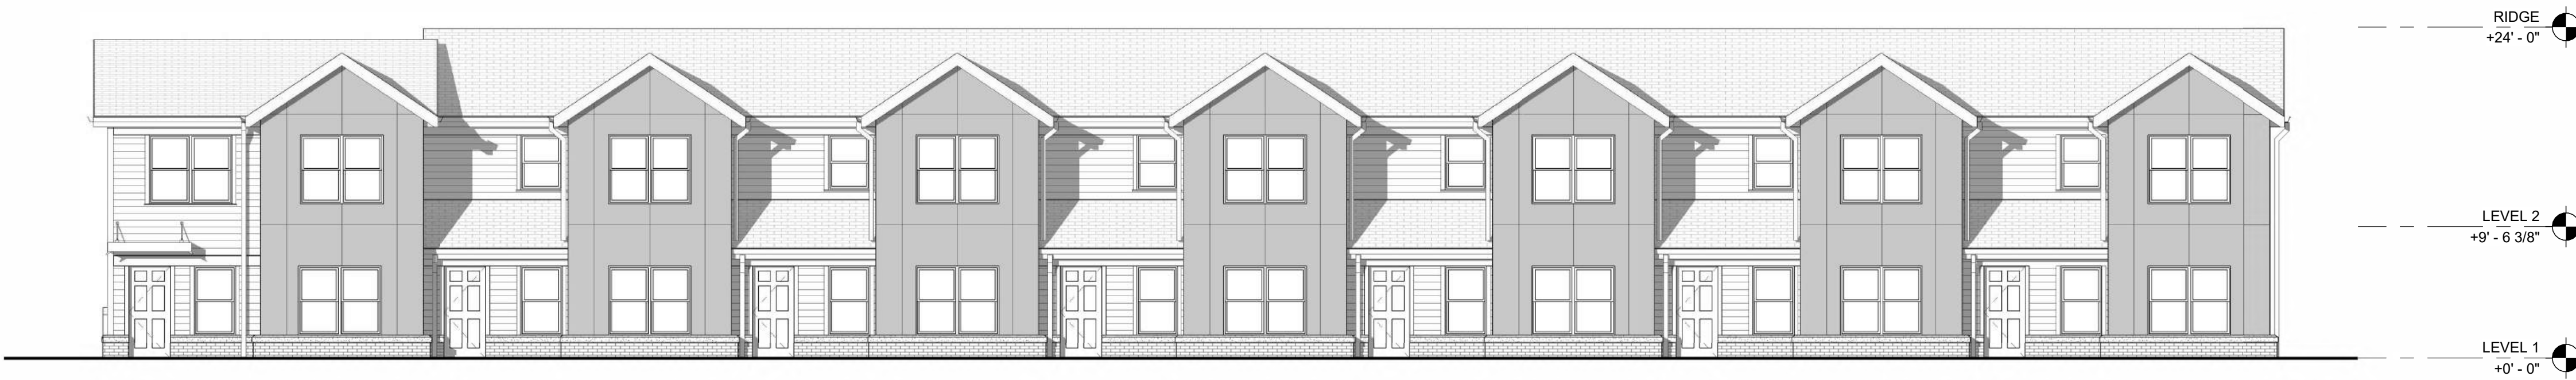 RIDGE
+24' - 0"
LEVEL 2
+9' - 6 3/8"
LEVEL 1
+0' - 0"